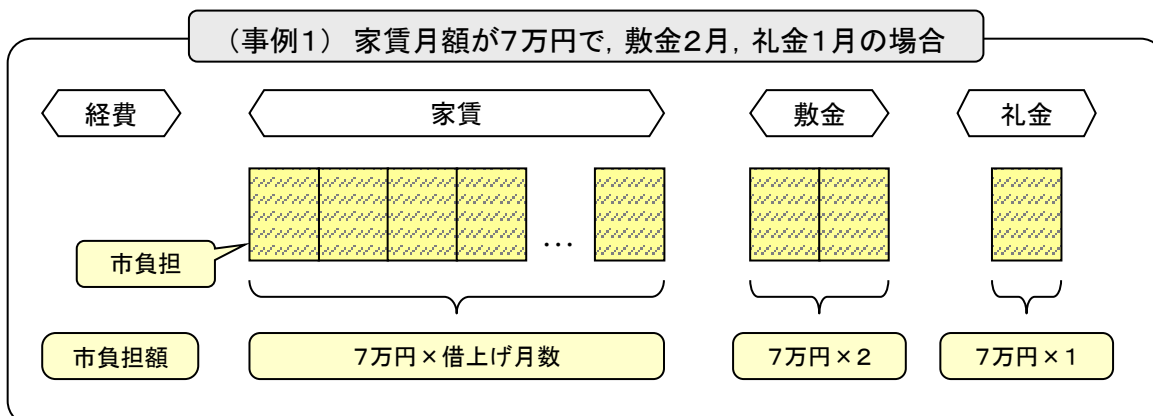 （事例１） 家賃月額が７万円で，敷金２月，礼金１月の場合
経費
家賃
敷金
礼金
…
市負担
市負担額
７万円×借上げ月数
７万円×２
７万円×１